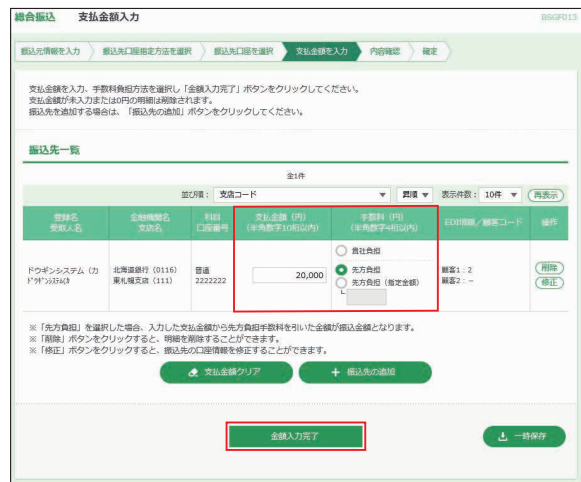 総合振込 支払金額入力
BSGF013
振込元情報を入力 振込先口座指定方法を選択 振込先口座を選択 支払金額を入力 内容確認 確定
支払金額を入力、手数料負担方法を選択し「金額入力完了」ボタンをクリックしてください。
支払金額が未入力または0円の明細は削除されます。
振込先を追加する場合は、「振込先の追加」ボタンをクリックしてください。
振込先一覧
全1件
並び順： 支店コード 昇順 表示件数： 10件 再表示
登録名 金融機関名 科目 支払金額（円） 手数料（円） EDI情報／顧客コード 操作
受取人名 支店名 口座番号 （半角数字10桁以内） （半角数字4桁以内）
当社負担
ドウギンシステム（カ 北海道銀行（0116） 普通 20,000 先方負担 顧客1：2 削除
ﾄﾞｳｷﾞﾝｼｽﾃﾑ(ｶ 東札幌支店（111） 2222222 先方負担（指定金額） 顧客2：− 修正
※「先方負担」を選択した場合、入力した支払金額から先方負担手数料を引いた金額が振込金額となります。
※「削除」ボタンをクリックすると、明細を削除することができます。
※「修正」ボタンをクリックすると、振込先の口座情報を修正することができます。
支払金額クリア 振込先の追加
金額入力完了 一時保存